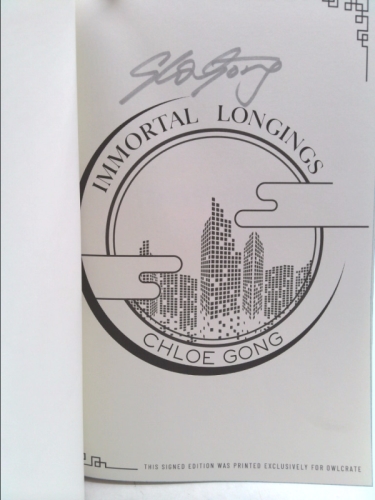 IMMORTAL LONGINGS
CHLOE GONG
THIS SIGNED EDITION WAS PRINTED EXCLUSIVELY FOR OWLCRATE